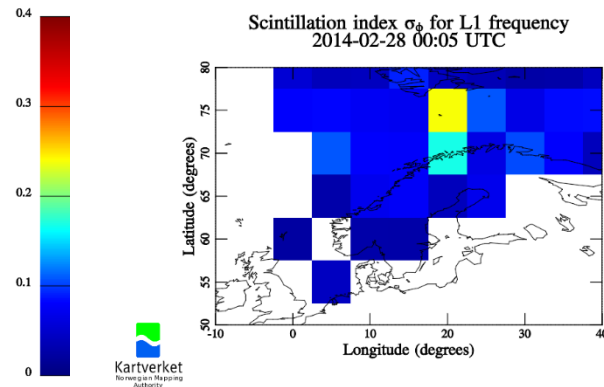 Scintillation index σϕ for L1 frequency
2014-02-28 00:05 UTC
0.4
0.3
0.2
0.1
0
Latitude (degrees)
80
75
70
65
60
55
50
-10 0 10 20 30 40
Longitude (degrees)
Kartverket
Norwegian Mapping
Authority